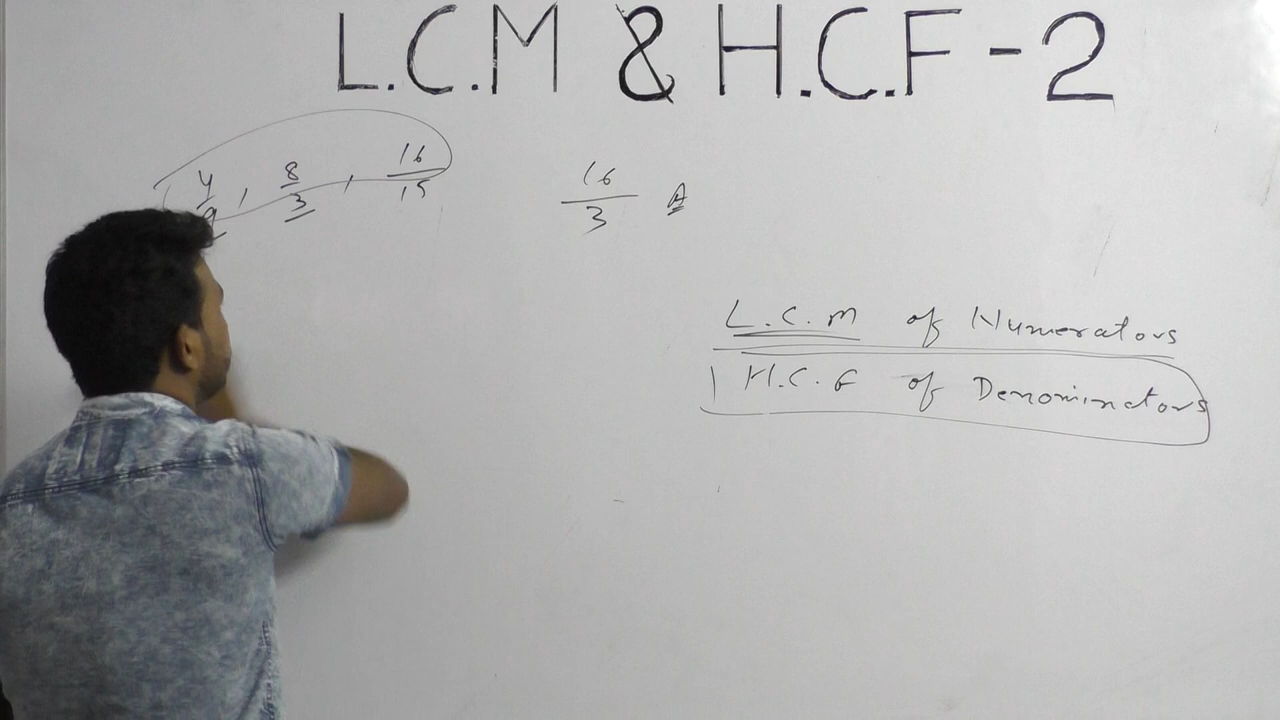 L.C.M & H.C.F - 2
4/9 , 8/3 , 16/15
16/3 A
L.C.M of Numerators
H.C.F of Denominators